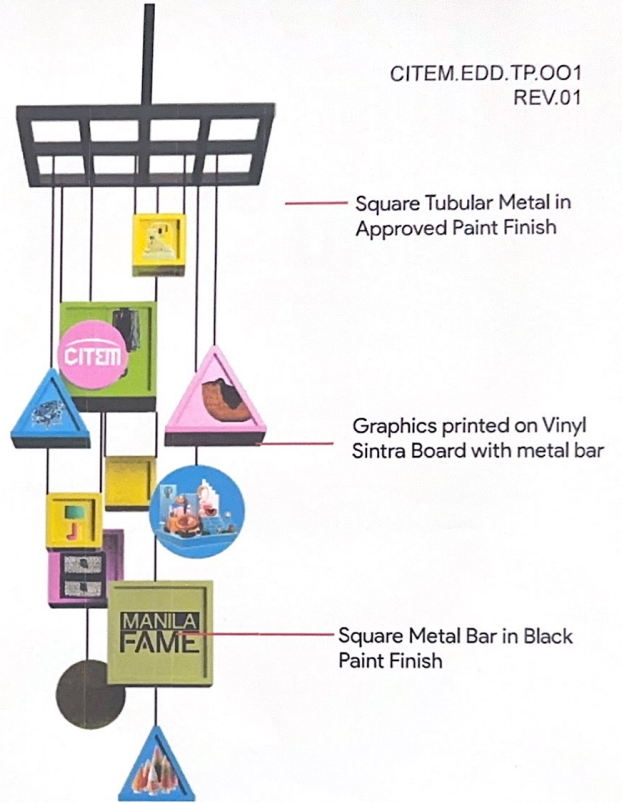 CITEM.EDD.TP.OO1
REV.01
Square Tubular Metal in
Approved Paint Finish
CITEM
Graphics printed on Vinyl
Sintra Board with metal bar
MANILA
FAME
Square Metal Bar in Black
Paint Finish